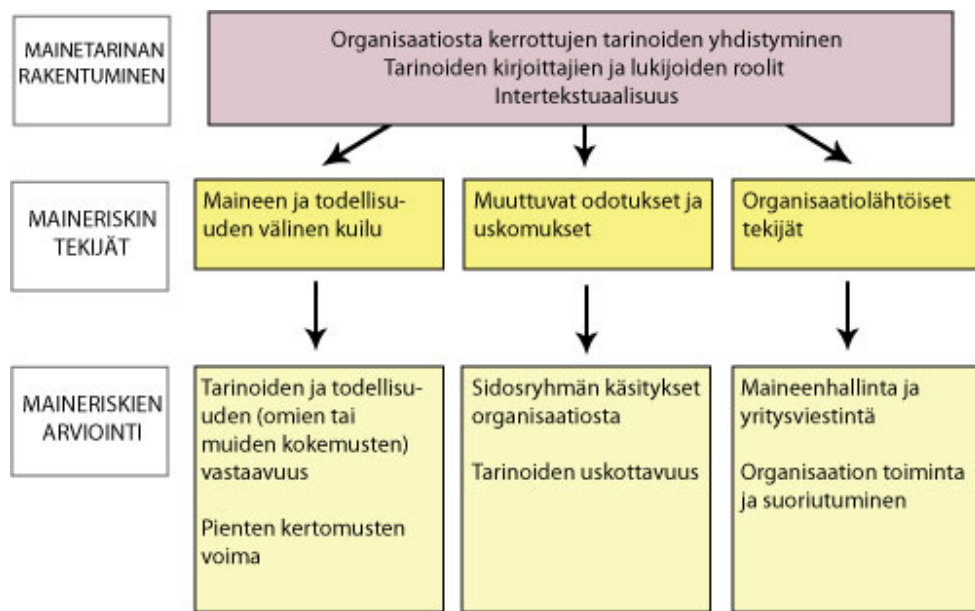 MAINETARINAN
RAKENTUMINEN
Organisaatiosta kerrottujen tarinoiden yhdistyminen
Tarinoiden kirjoittajien ja lukijoiden roolit
Intertekstuaalisuus
MAINERISKIN
TEKIJÄT
Maineen ja todellisu-
uden välinen kuilu
Muuttuvat odotukset ja
uskomukset
Organisaatiolähtöiset
tekijät
MAINERISKIEN
ARVIOINTI
Tarinoiden ja todellisu-
uden (omien tai
muiden kokemusten)
vastaavuus
Pienten kertomusten
voima
Sidosryhmän käsitykset
organisaatiosta
Tarinoiden uskottavuus
Maineenhallinta ja
yritysviestintä
Organisaation toiminta
ja suoriutuminen